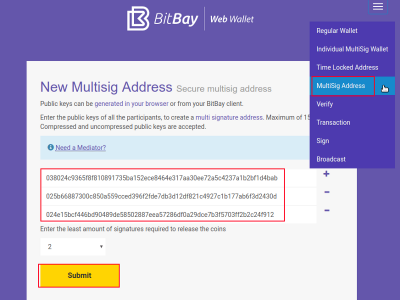 BitBay Web Wallet
Regular Wallet
Individual MultiSig Wallet
Time Locked Address
MultiSig Address
Verify
Transaction
Sign
Broadcast
New Multisig Address Secure multisig address
Public keys can be generated in your browser or from your BitBay client.
Enter the public keys of all the participants, to create a multi signature address. Maximum of 15
Compressed and uncompressed public keys are accepted.
Need a Mediator?
038024c9365f8f810891735ba152ece8464e317aa30ee72a5c4237a1b2bf1d4bab
025b66887300c850a559cced396f2fde7db3d12df821c4927c1b177ab6f3d2430d
024e15bcf446bd90489de58502887eea57286df0a29dce7b3f5703ff2b2c24f912
Enter the least amount of signatures required to release the coins
2
Submit